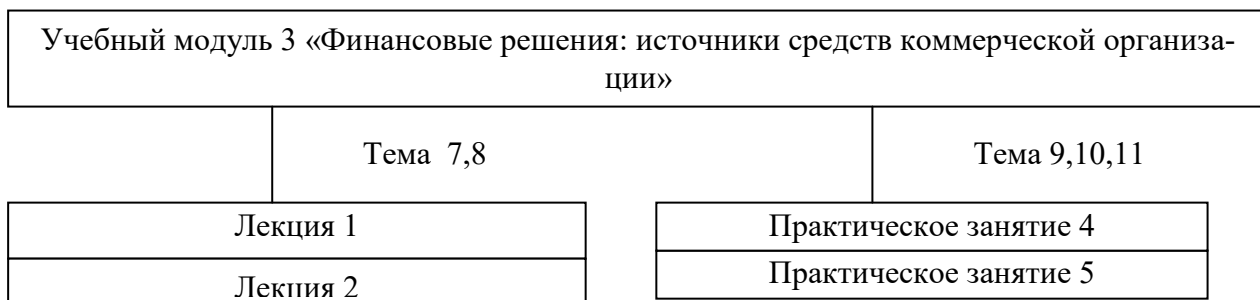 Учебный модуль 3 «Финансовые решения: источники средств коммерческой организа-
ции»
Тема 7,8
Тема 9,10,11
Лекция 1
Практическое занятие 4
Лекция 2
Практическое занятие 5